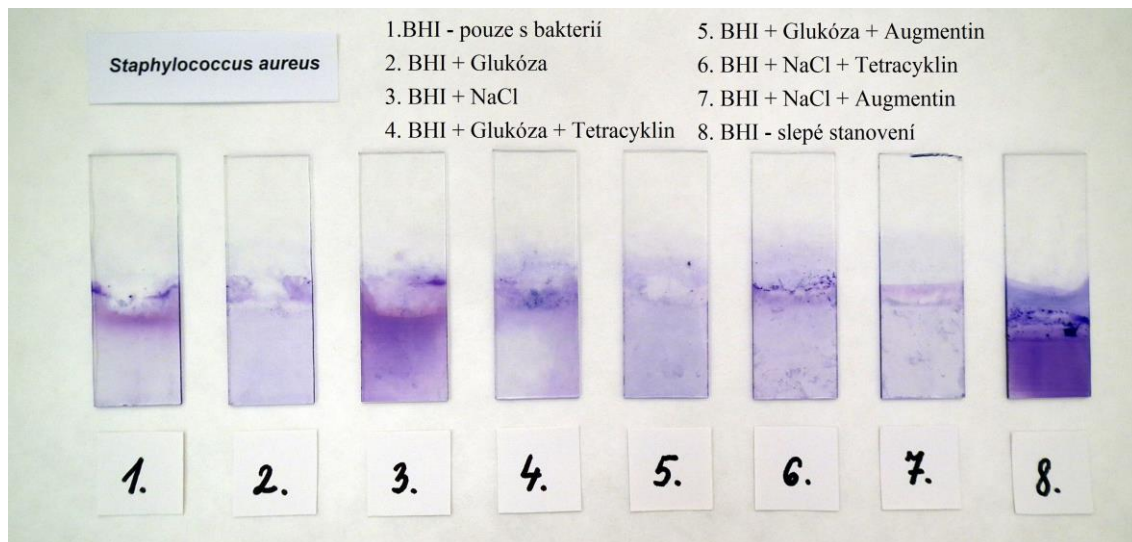 Staphylococcus aureus
1.BHI - pouze s bakterií
2. BHI + Glukóza
3. BHI + NaCl
4. BHI + Glukóza + Tetracyklin
5. BHI + Glukóza + Augmentin
6. BHI + NaCl + Tetracyklin
7. BHI + NaCl + Augmentin
8. BHI - slepé stanovení
1.
2.
3.
4.
5.
6.
7.
8.